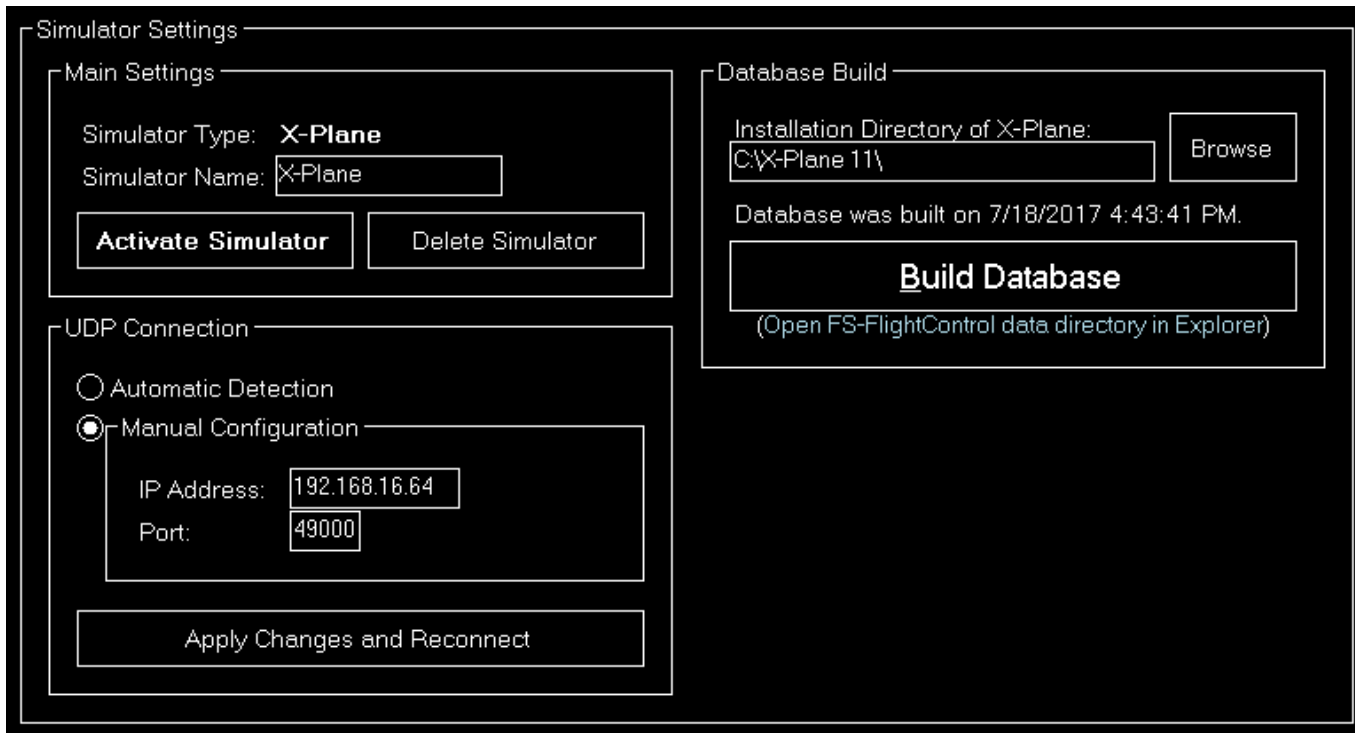 Simulator Settings
Main Settings
Simulator Type: X-Plane
Simulator Name: X-Plane
Activate Simulator
Delete Simulator
UDP Connection
Automatic Detection
Manual Configuration
IP Address: 192.168.16.64
Port: 49000
Apply Changes and Reconnect
Database Build
Installation Directory of X-Plane:
C:\X-Plane 11\
Browse
Database was built on 7/18/2017 4:43:41 PM.
Build Database
(Open FS-FlightControl data directory in Explorer)